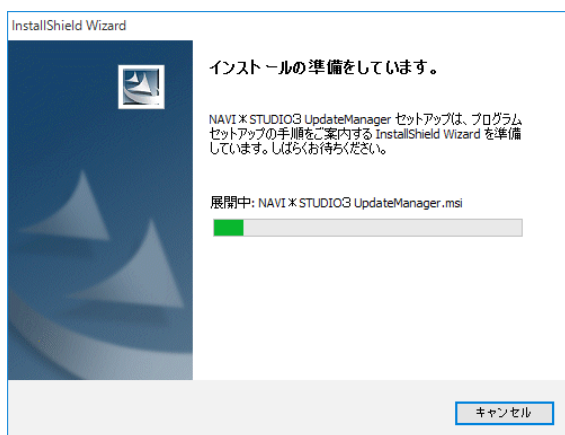 InstallShield Wizard
インストールの準備をしています。
NAVI＊STUDIO3 UpdateManager セットアップは、プログラム
セットアップの手順をご案内する InstallShield Wizard を準備
しています。しばらくお待ちください。
展開中: NAVI＊STUDIO3 UpdateManager.msi
キャンセル